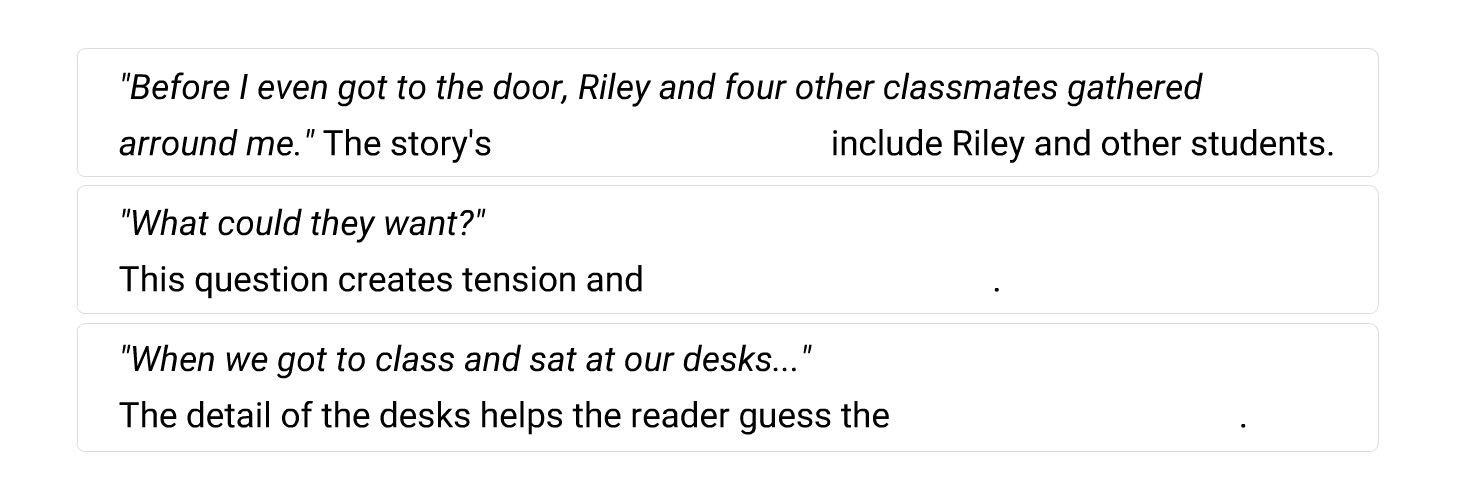 "Before I even got to the door, Riley and four other classmates gathered
arround me." The story's include Riley and other students.
"What could they want?"
This question creates tension and .
"When we got to class and sat at our desks..."
The detail of the desks helps the reader guess the .